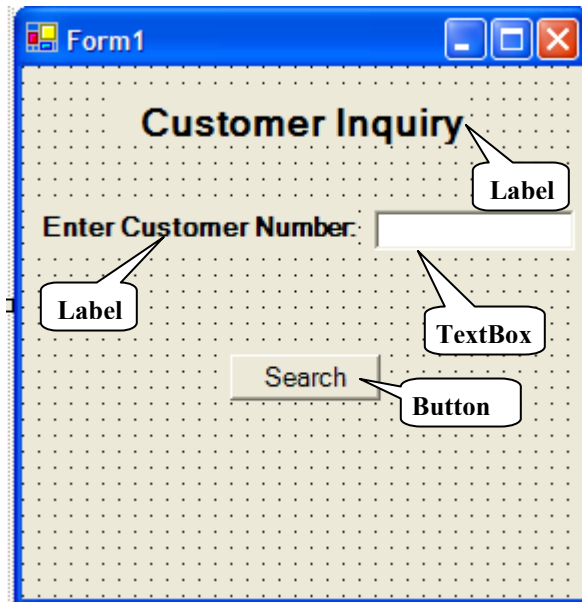 Form1
Customer Inquiry
Label
Enter Customer Number:
Label
TextBox
Search
Button